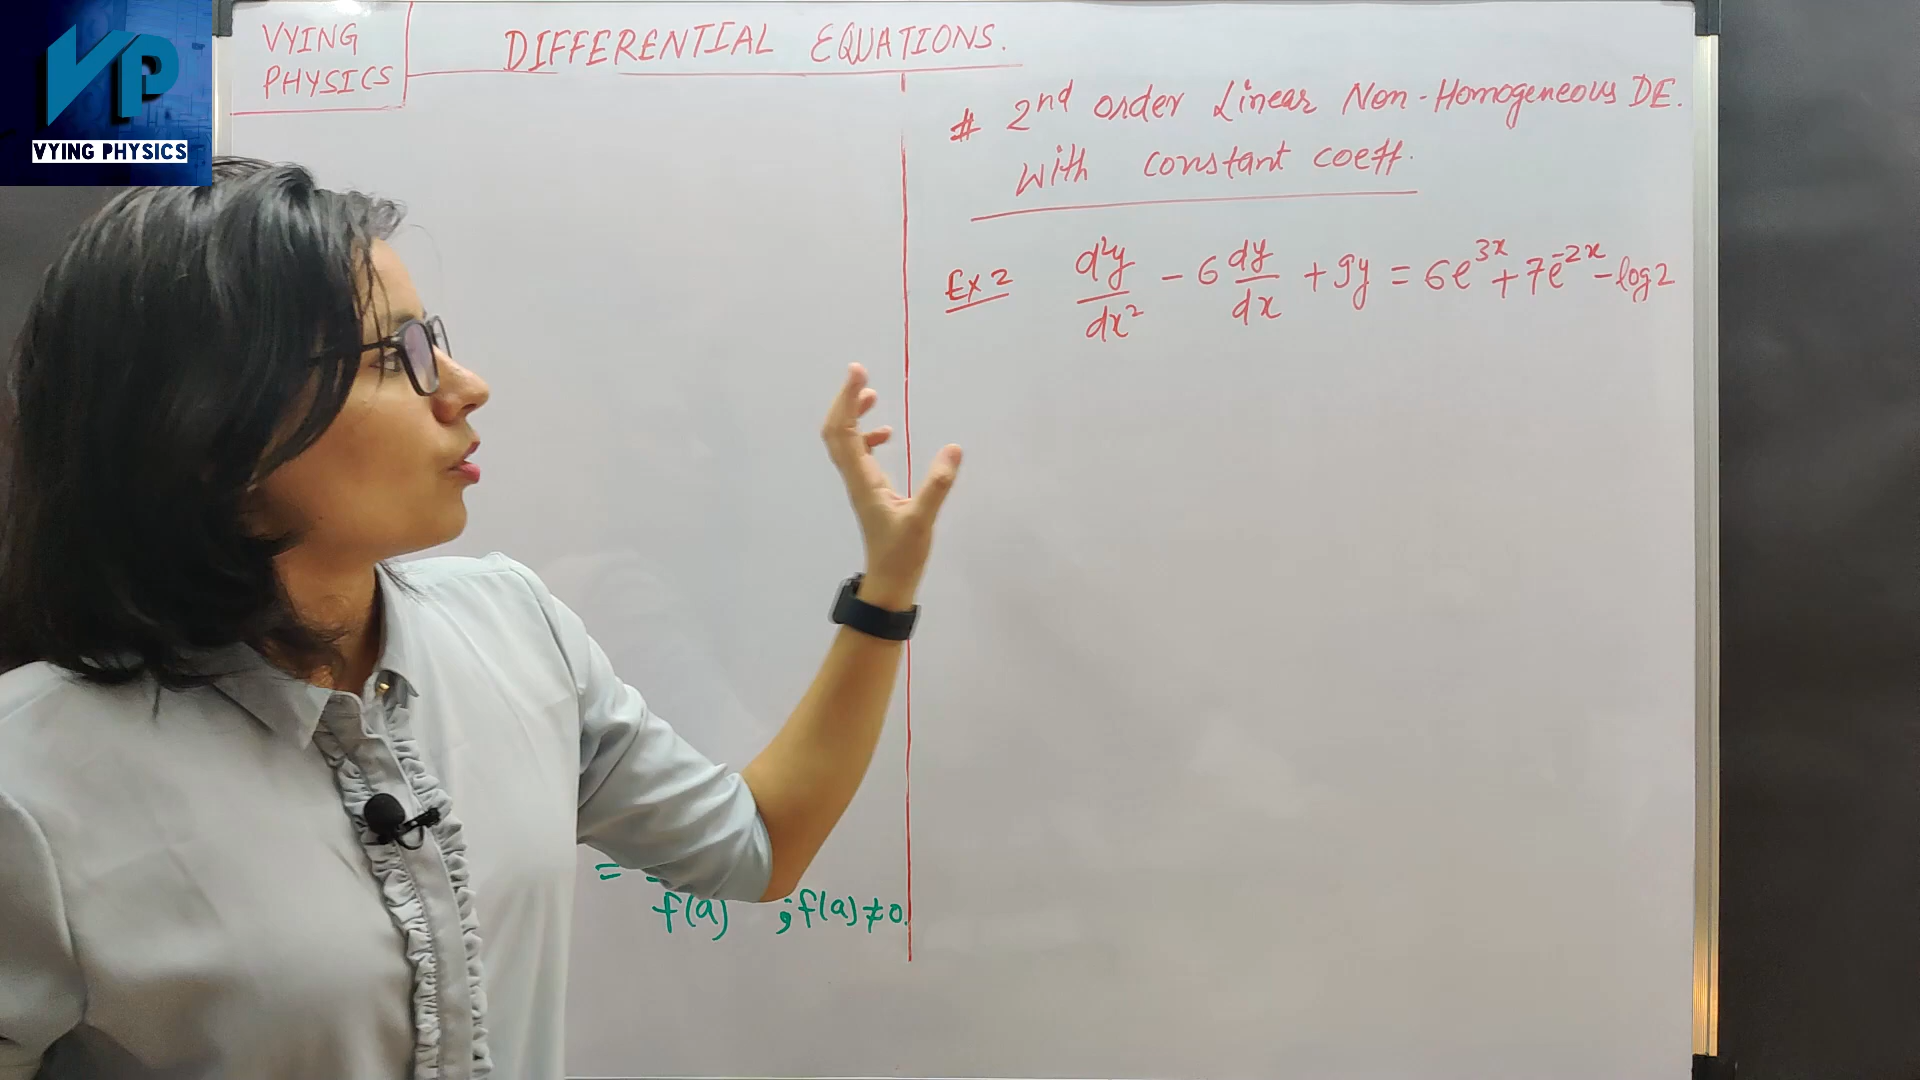 VP
VYING PHYSICS
VYING
PHYSICS
DIFFERENTIAL EQUATIONS.
# 2nd order Linear Non-Homogeneous DE.
with constant coeff.
Ex 2 d²y/dx² - 6 dy/dx + 9y = 6e^3x + 7e^-2x - log2
=
f(a) ; f(a) ≠ 0.